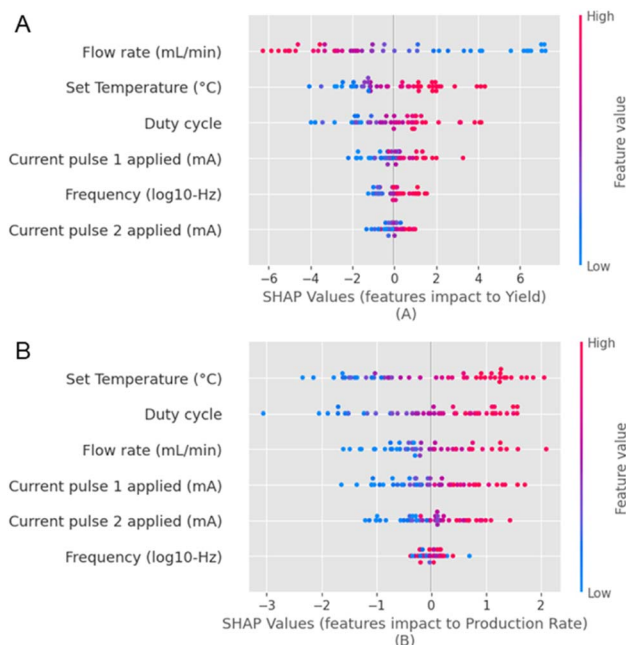 A
High
Flow rate (mL/min)
Set Temperature (°C)
Duty cycle
Current pulse 1 applied (mA)
Frequency (log10-Hz)
Current pulse 2 applied (mA)
Feature value
Low
−6 −4 −2 0 2 4 6
SHAP Values (features impact to Yield)
(A)
B
High
Set Temperature (°C)
Duty cycle
Flow rate (mL/min)
Current pulse 1 applied (mA)
Current pulse 2 applied (mA)
Frequency (log10-Hz)
Feature value
Low
−3 −2 −1 0 1 2
SHAP Values (features impact to Production Rate)
(B)